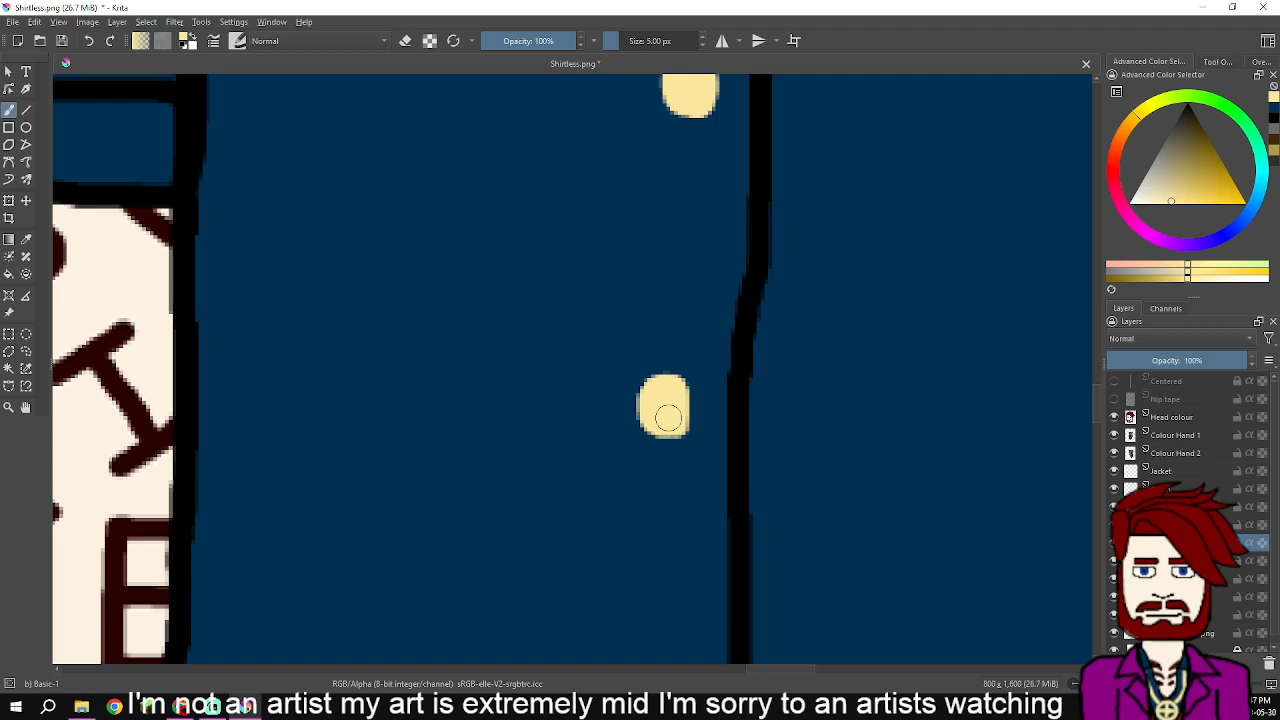 Shirtless.png (26.7 MiB) * - Krita
File Edit View Image Layer Select Filter Tools Settings Window Help
Normal Opacity: 100% Size: 5.00 px
Shirtless.png*
Advanced Color Sel... Tool O... Ove...
Advanced Color Selector
Layers Channels
Layers
Normal
Opacity: 100%
Centered
Nip tape
Head colour
Colour Hand 1
Colour Hand 2
Jacket
b) Basic-1 RGB/Alpha (8-bit integer/channel) sRGB-elle-V2-srgbtrc.icc 800 x 1,600 (26.7 MiB)
I'm not an artist my art is extremely mid I'm sorry to an artists watching